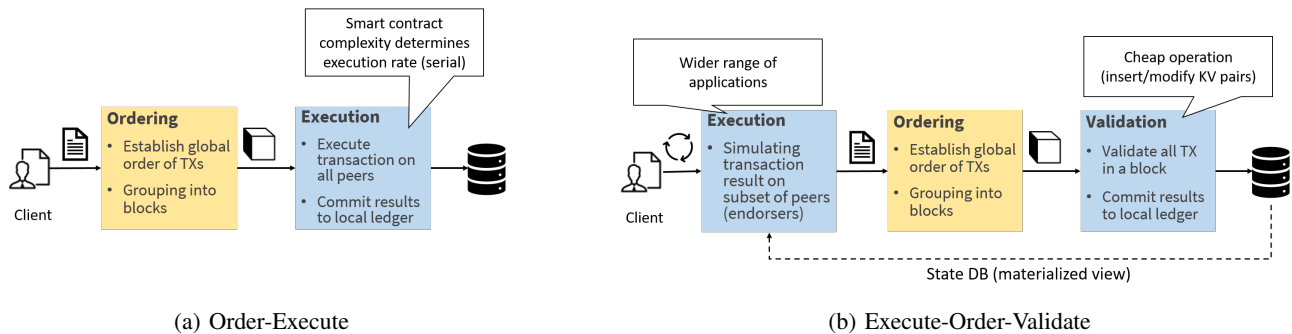 Smart contract
complexity determines
execution rate (serial)
Ordering
• Establish global
order of TXs
• Grouping into
blocks
Execution
• Execute
transaction on
all peers
• Commit results
to local ledger
Client
(a) Order-Execute
Wider range of
applications
Cheap operation
(insert/modify KV pairs)
Execution
• Simulating
transaction
result on
subset of peers
(endorsers)
Ordering
• Establish global
order of TXs
• Grouping into
blocks
Validation
• Validate all TX
in a block
• Commit results
to local ledger
Client
State DB (materialized view)
(b) Execute-Order-Validate